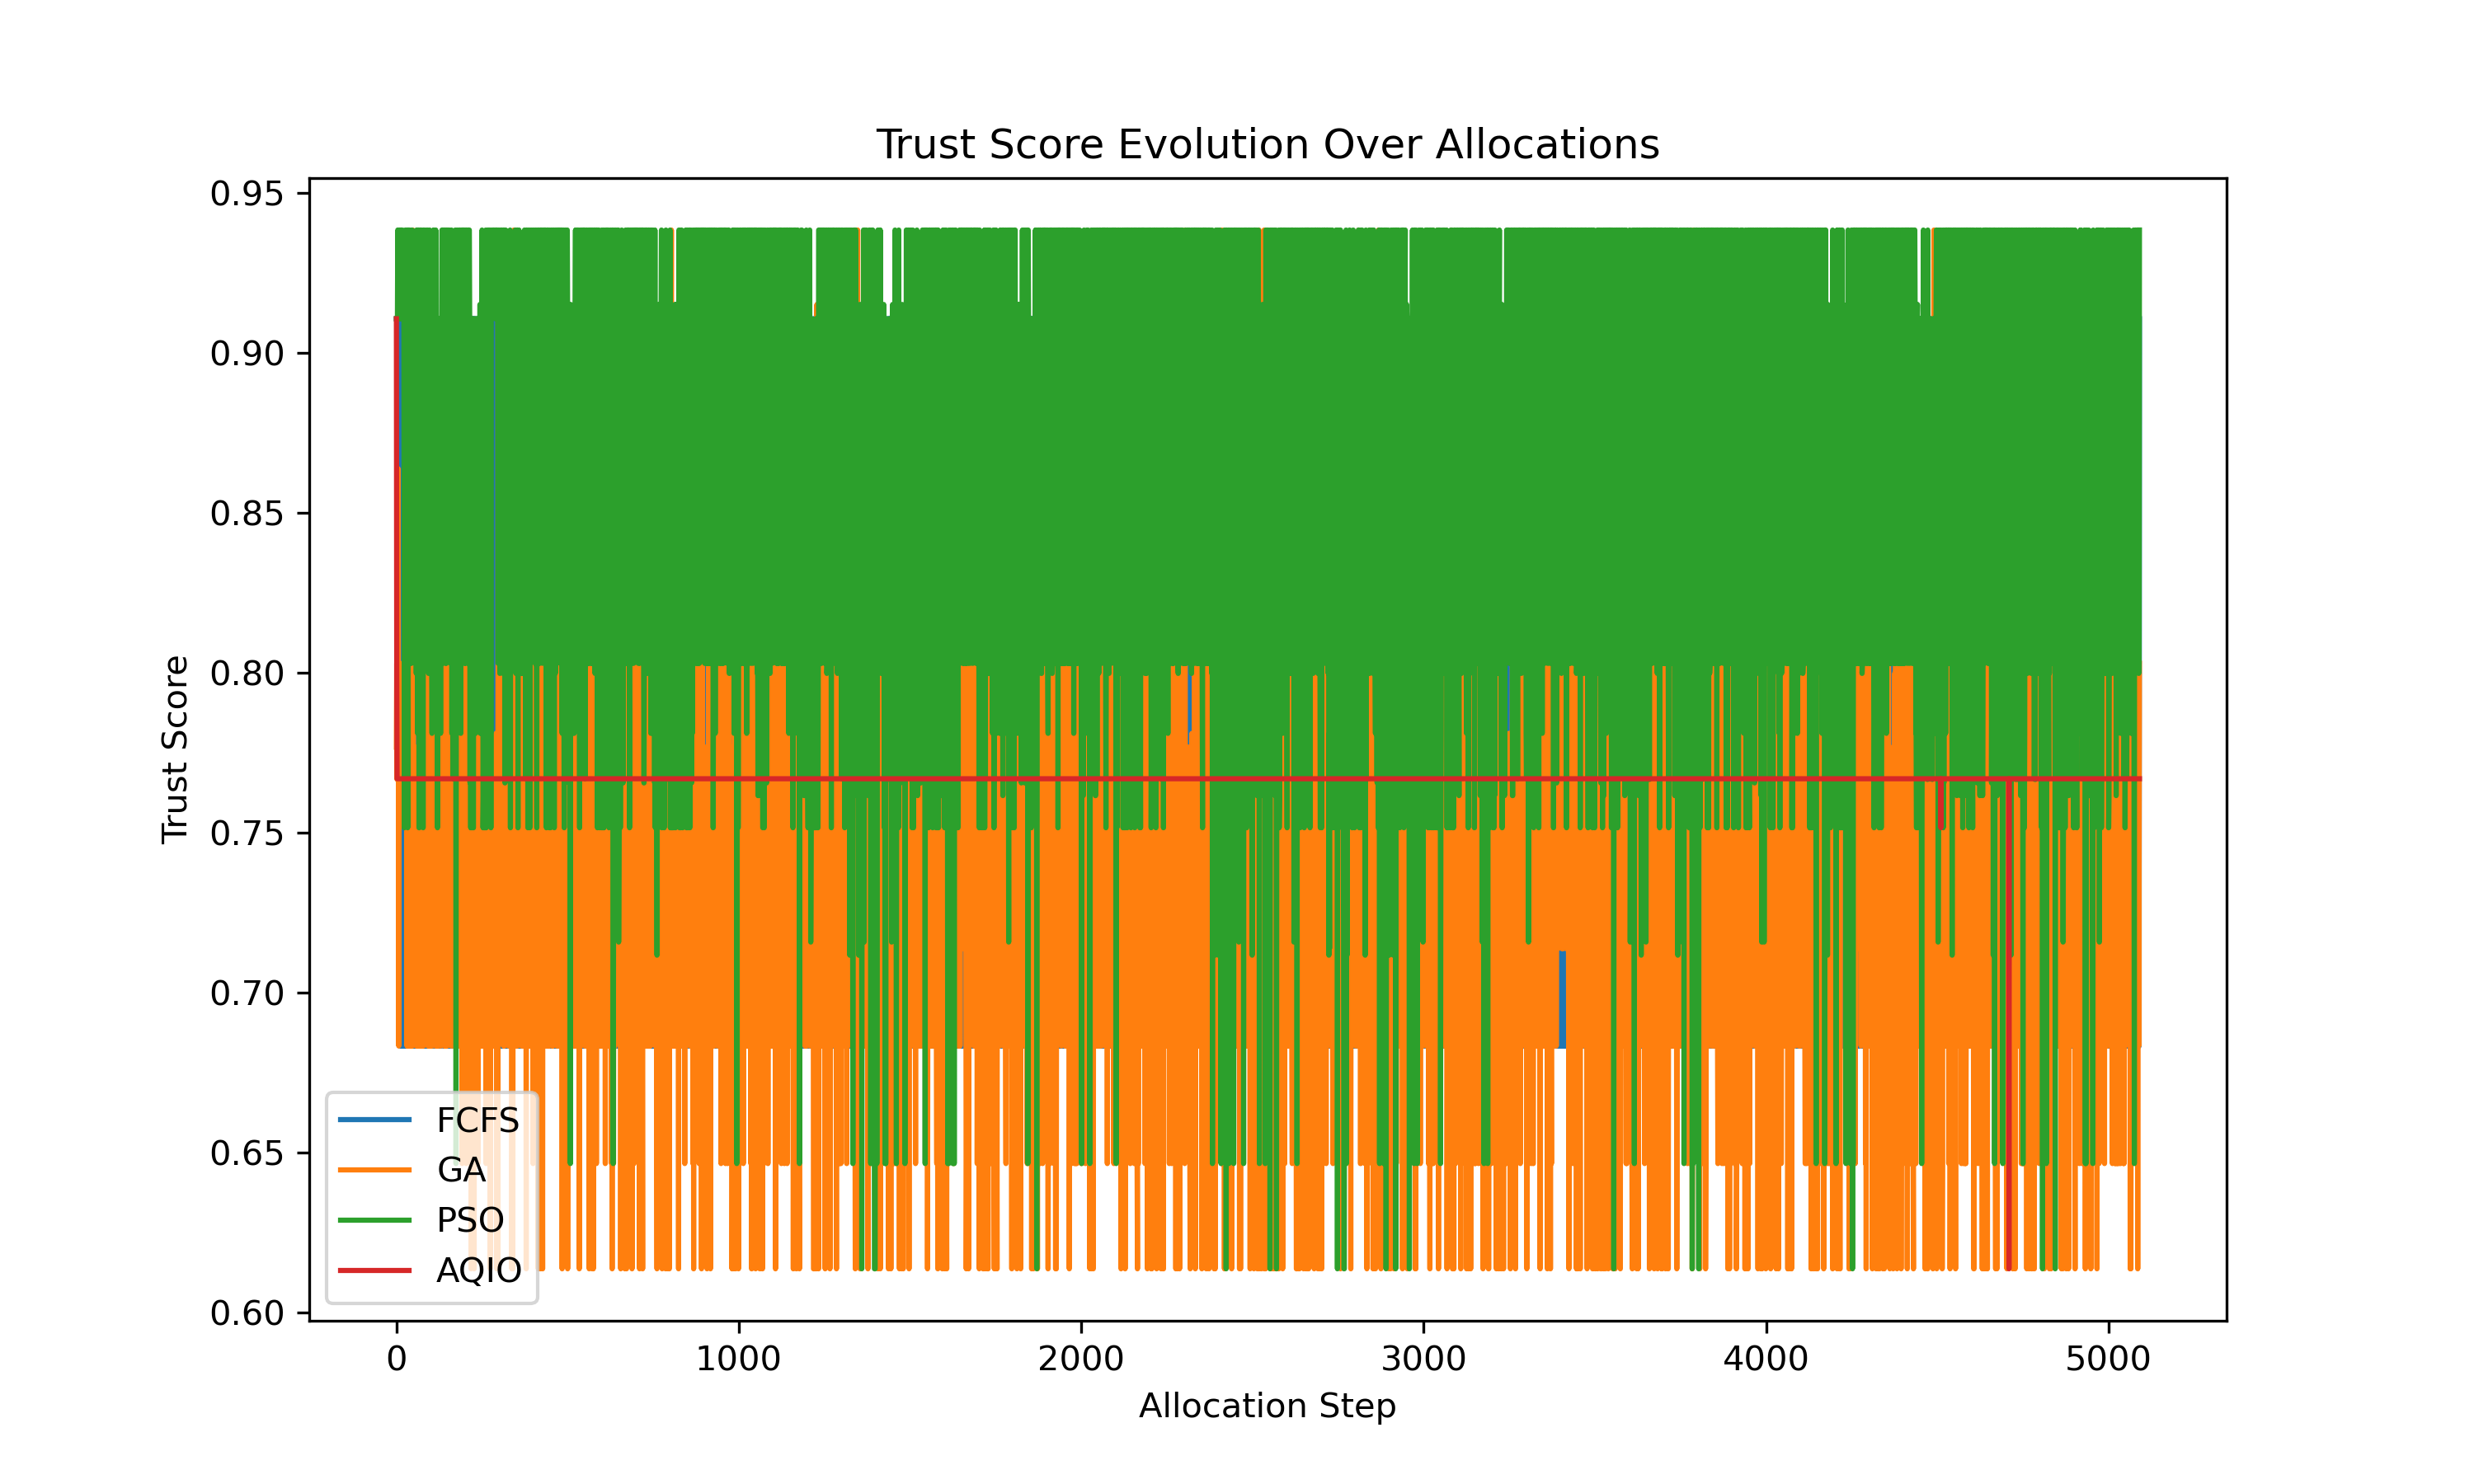 Trust Score Evolution Over Allocations
Trust Score
0.95
0.90
0.85
0.80
0.75
0.70
0.65
0.60
FCFS
GA
PSO
AQIO
0 1000 2000 3000 4000 5000
Allocation Step